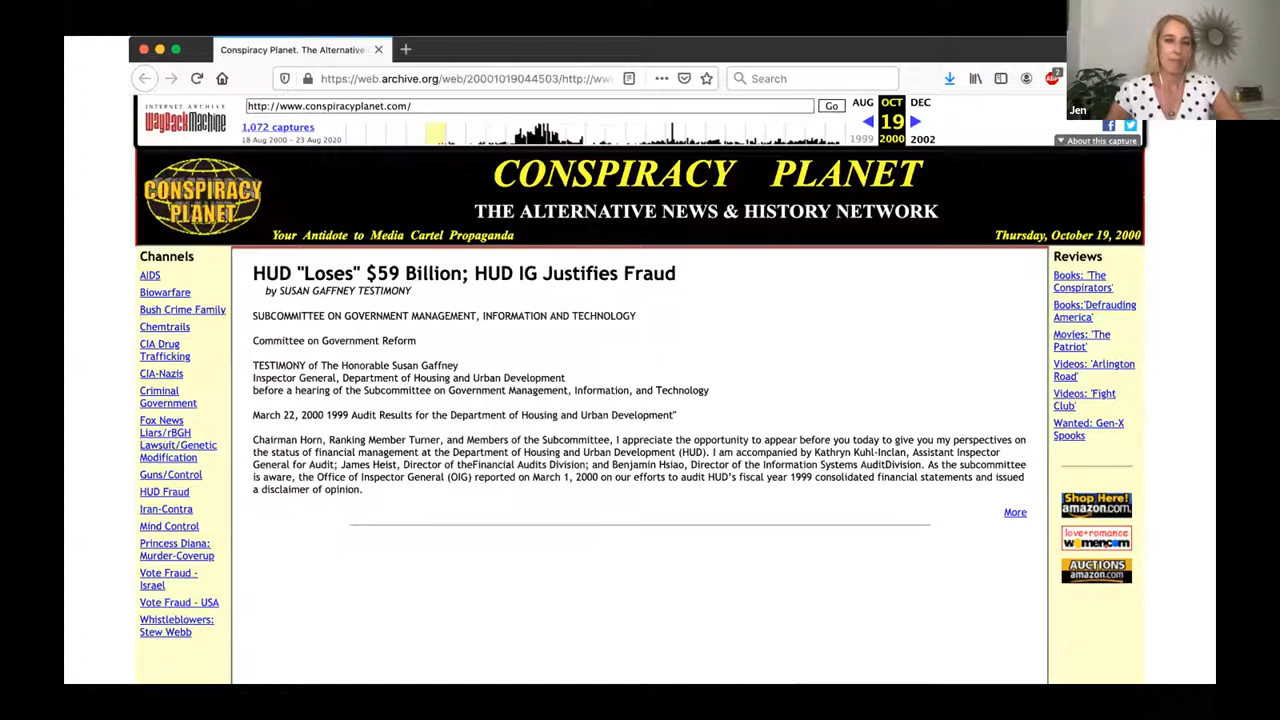 Conspiracy Planet. The Alternative
https://web.archive.org/web/20001019044503/http://ww
Search
2
Jen
INTERNET ARCHIVE
WayBackMachine
http://www.conspiracyplanet.com/
Go
AUG
OCT
DEC
1,072 captures
18 Aug 2000 – 23 Aug 2020
19
1999
2000
2002
About this capture
CONSPIRACY PLANET
CONSPIRACY PLANET
THE ALTERNATIVE NEWS & HISTORY NETWORK
Your Antidote to Media Cartel Propaganda
Thursday, October 19, 2000
Channels
AIDS
Biowarfare
Bush Crime Family
Chemtrails
CIA Drug
Trafficking
CIA-Nazis
Criminal
Government
Fox News
Liars/rBGH
Lawsuit/Genetic
Modification
Guns/Control
HUD Fraud
Iran-Contra
Mind Control
Princess Diana:
Murder-Coverup
Vote Fraud -
Israel
Vote Fraud - USA
Whistleblowers:
Stew Webb
HUD "Loses" $59 Billion; HUD IG Justifies Fraud
by SUSAN GAFFNEY TESTIMONY
SUBCOMMITTEE ON GOVERNMENT MANAGEMENT, INFORMATION AND TECHNOLOGY
Committee on Government Reform
TESTIMONY of The Honorable Susan Gaffney
Inspector General, Department of Housing and Urban Development
before a hearing of the Subcommittee on Government Management, Information, and Technology
March 22, 2000 1999 Audit Results for the Department of Housing and Urban Development"
Chairman Horn, Ranking Member Turner, and Members of the Subcommittee, I appreciate the opportunity to appear before you today to give you my perspectives on
the status of financial management at the Department of Housing and Urban Development (HUD). I am accompanied by Kathryn Kuhl-Inclan, Assistant Inspector
General for Audit; James Heist, Director of theFinancial Audits Division; and Benjamin Hsiao, Director of the Information Systems AuditDivision. As the subcommittee
is aware, the Office of Inspector General (OIG) reported on March 1, 2000 on our efforts to audit HUD's fiscal year 1999 consolidated financial statements and issued
a disclaimer of opinion.
More
Reviews
Books: 'The
Conspirators'
Books:'Defrauding
America'
Movies: 'The
Patriot'
Videos: 'Arlington
Road'
Videos: 'Fight
Club'
Wanted: Gen-X
Spooks
Shop Here!
amazon.com.
love+romance
women.com
AUCTIONS
amazon.com